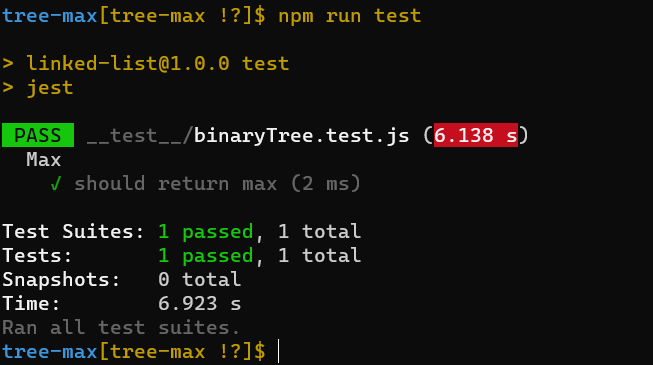 tree-max[tree-max !?]$ npm run test
> linked-list@1.0.0 test
> jest
PASS __test__/binaryTree.test.js (6.138 s)
Max
√ should return max (2 ms)
Test Suites: 1 passed, 1 total
Tests: 1 passed, 1 total
Snapshots: 0 total
Time: 6.923 s
Ran all test suites.
tree-max[tree-max !?]$